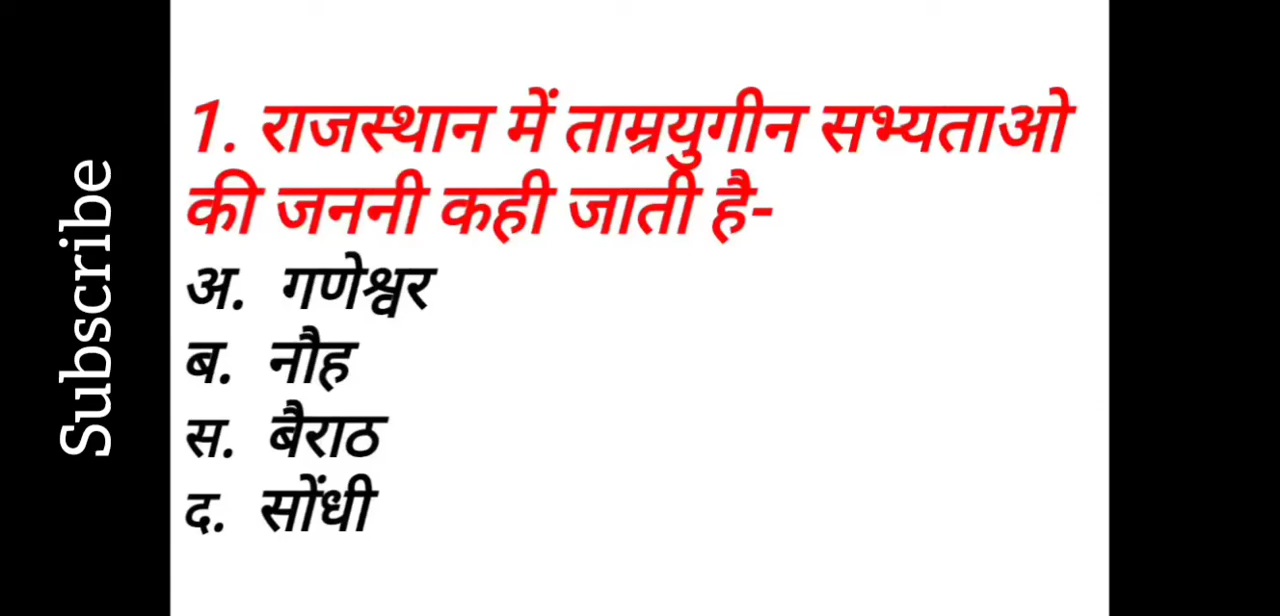 Subscribe
1. राजस्थान में ताम्रयुगीन सभ्यताओ
की जननी कही जाती है-
अ. गणेश्वर
ब. नौह
स. बैराठ
द. सोंधी